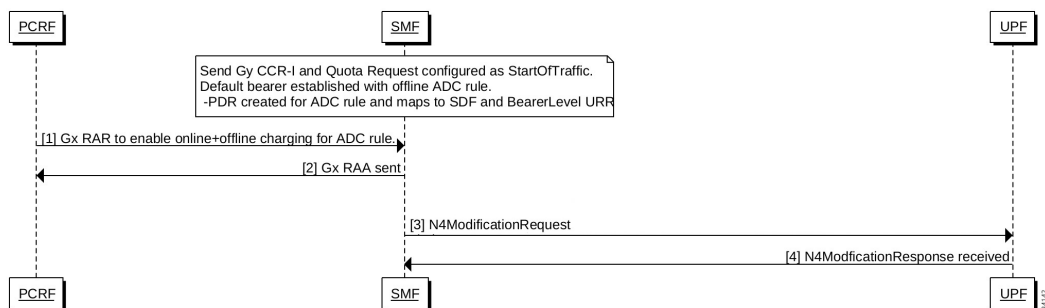 PCRF
SMF
UPF
Send Gy CCR-I and Quota Request configured as StartOfTraffic.
Default bearer established with offline ADC rule.
-PDR created for ADC rule and maps to SDF and BearerLevel URR
[1] Gx RAR to enable online+offline charging for ADC rule.
[2] Gx RAA sent
[3] N4ModificationRequest
[4] N4ModficationResponse received
PCRF
SMF
UPF